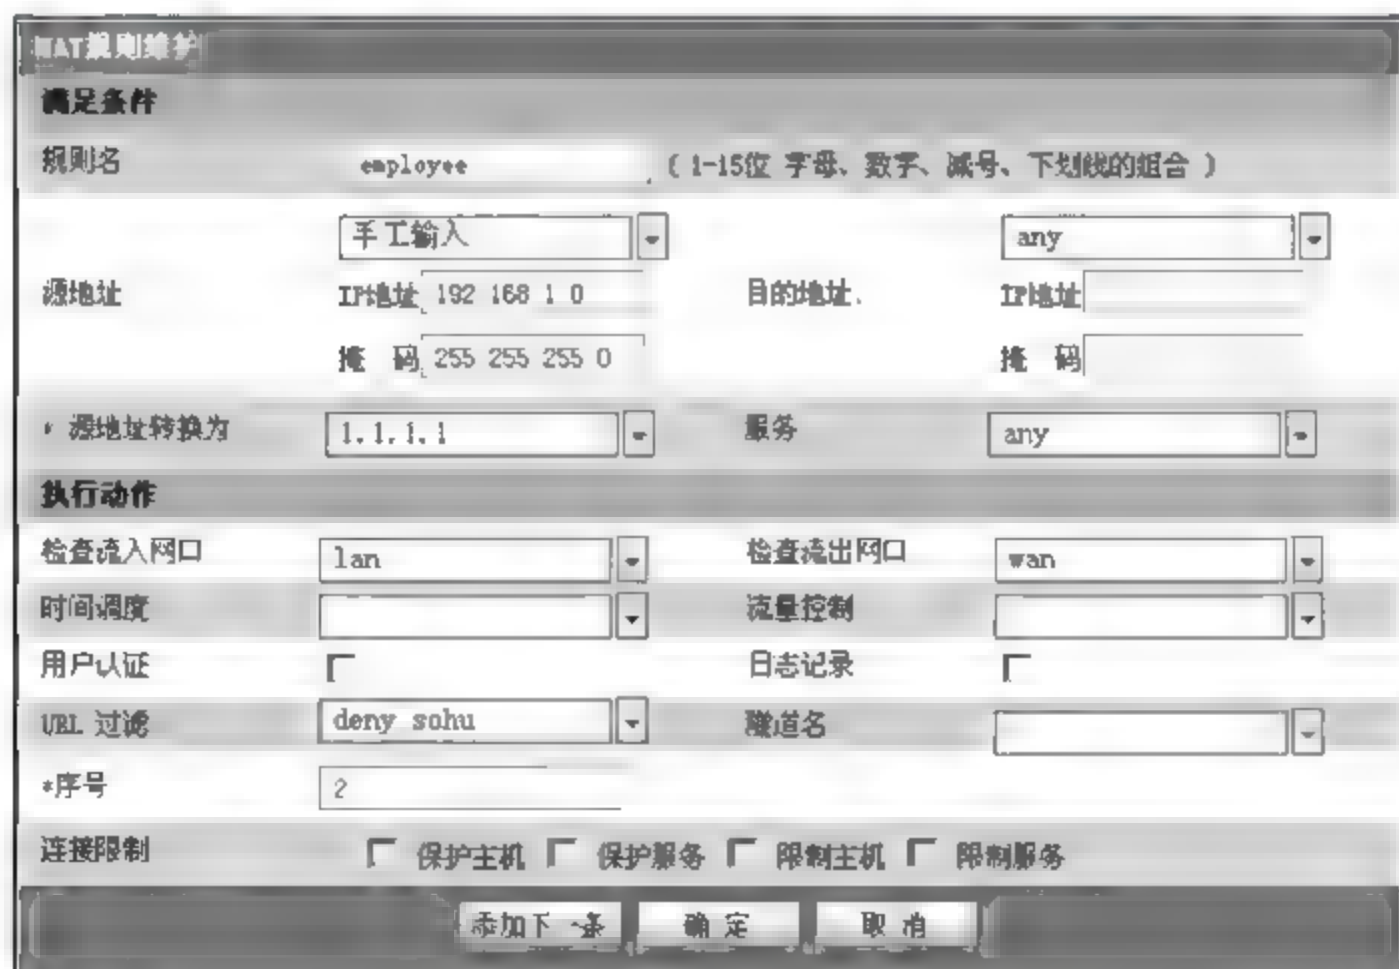 NAT规则维护
满足条件
规则名 employee (1-15位 字母、数字、减号、下划线的组合 )
手工输入 any
源地址 IP地址 192 168 1 0 目的地址. IP地址
掩 码 255 255 255 0 掩 码
* 源地址转换为 1.1.1.1 服务 any
执行动作
检查流入网口 lan 检查流出网口 wan
时间调度 流量控制
用户认证 日志记录
URL 过滤 deny sohu 隧道名
*序号 2
连接限制 保护主机 保护服务 限制主机 限制服务
添加下一条 确 定 取 消